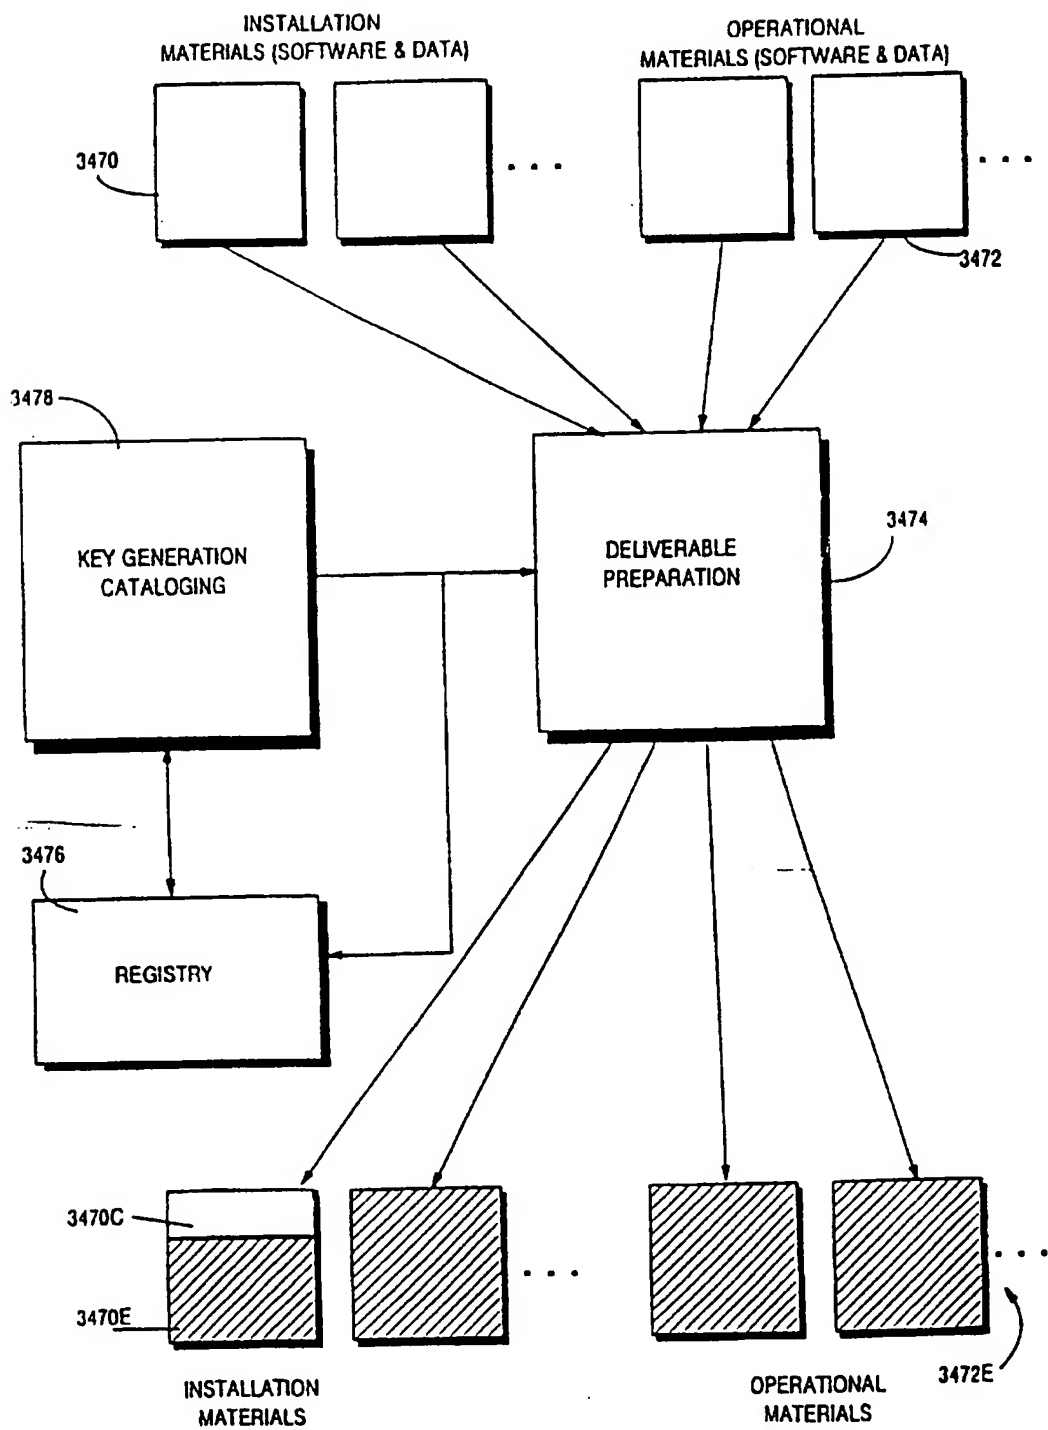 INSTALLATION
MATERIALS (SOFTWARE & DATA)
OPERATIONAL
MATERIALS (SOFTWARE & DATA)
3470
. . .
. . .
3472
3478
KEY GENERATION
CATALOGING
DELIVERABLE
PREPARATION
3474
3476
REGISTRY
3470C
3470E
. . .
. . .
3472E
INSTALLATION
MATERIALS
OPERATIONAL
MATERIALS